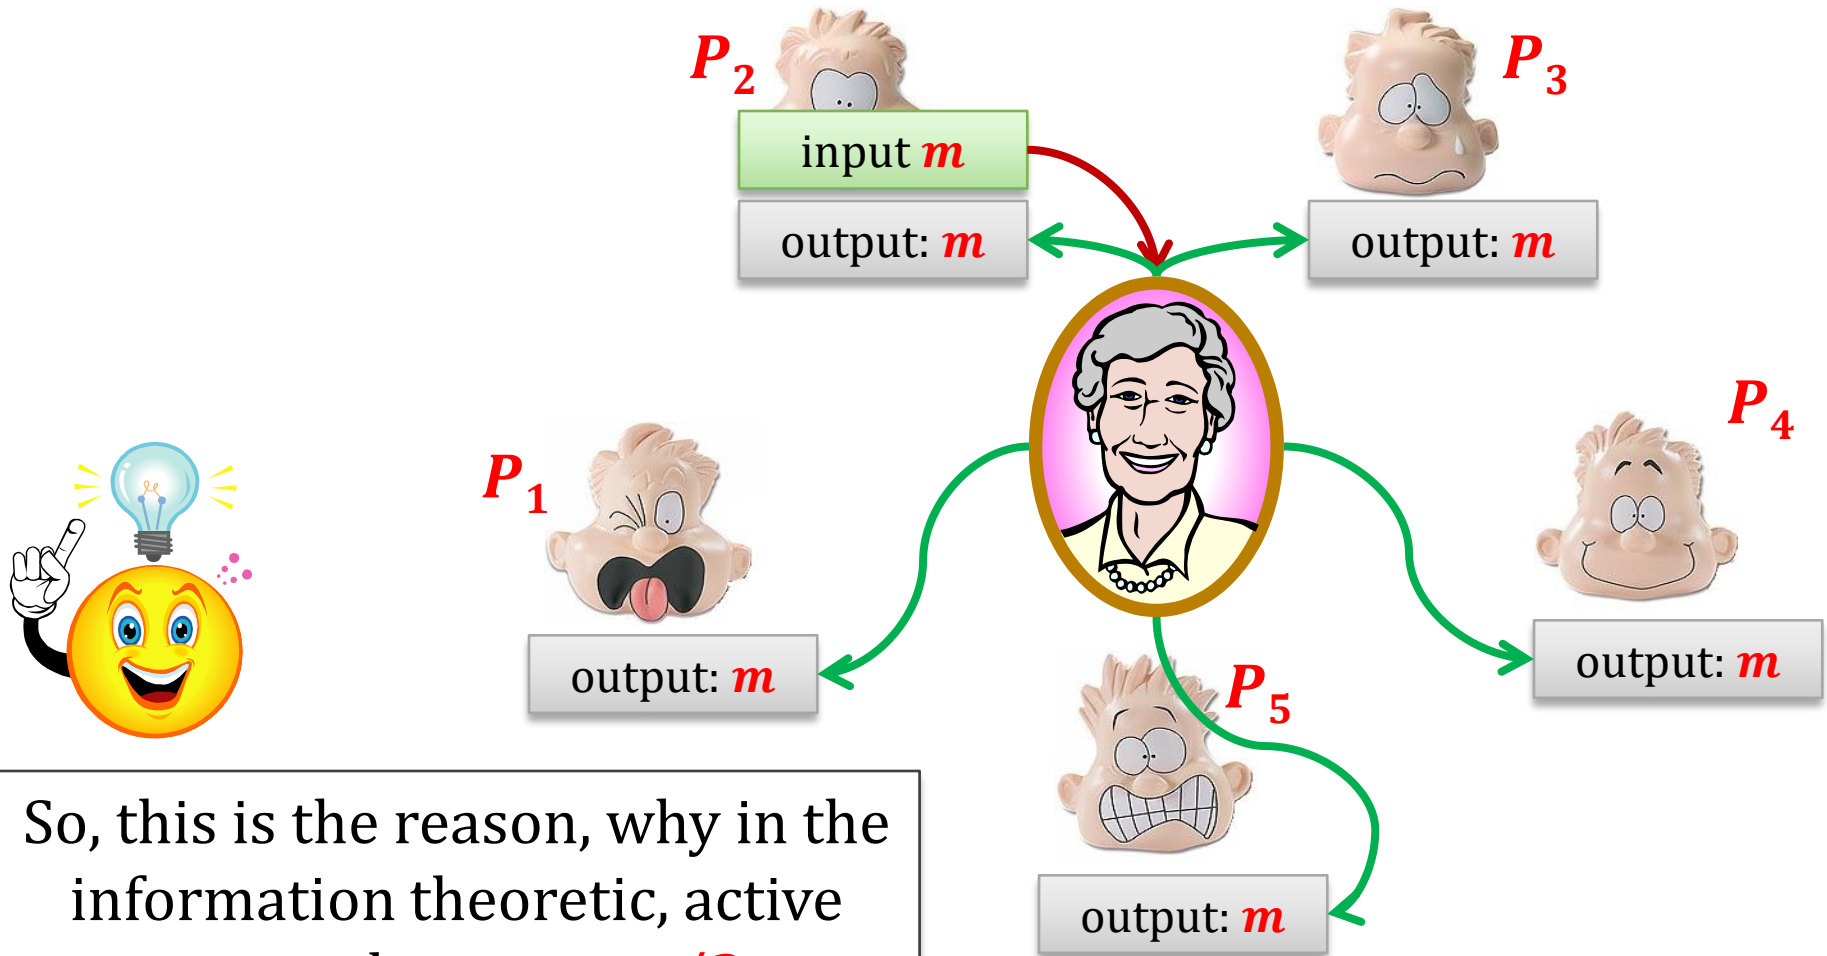 P₂
P₃
input m
output: m
output: m
P₄
P₁
output: m
output: m
P₅
So, this is the reason, why in the
information theoretic, active
output: m